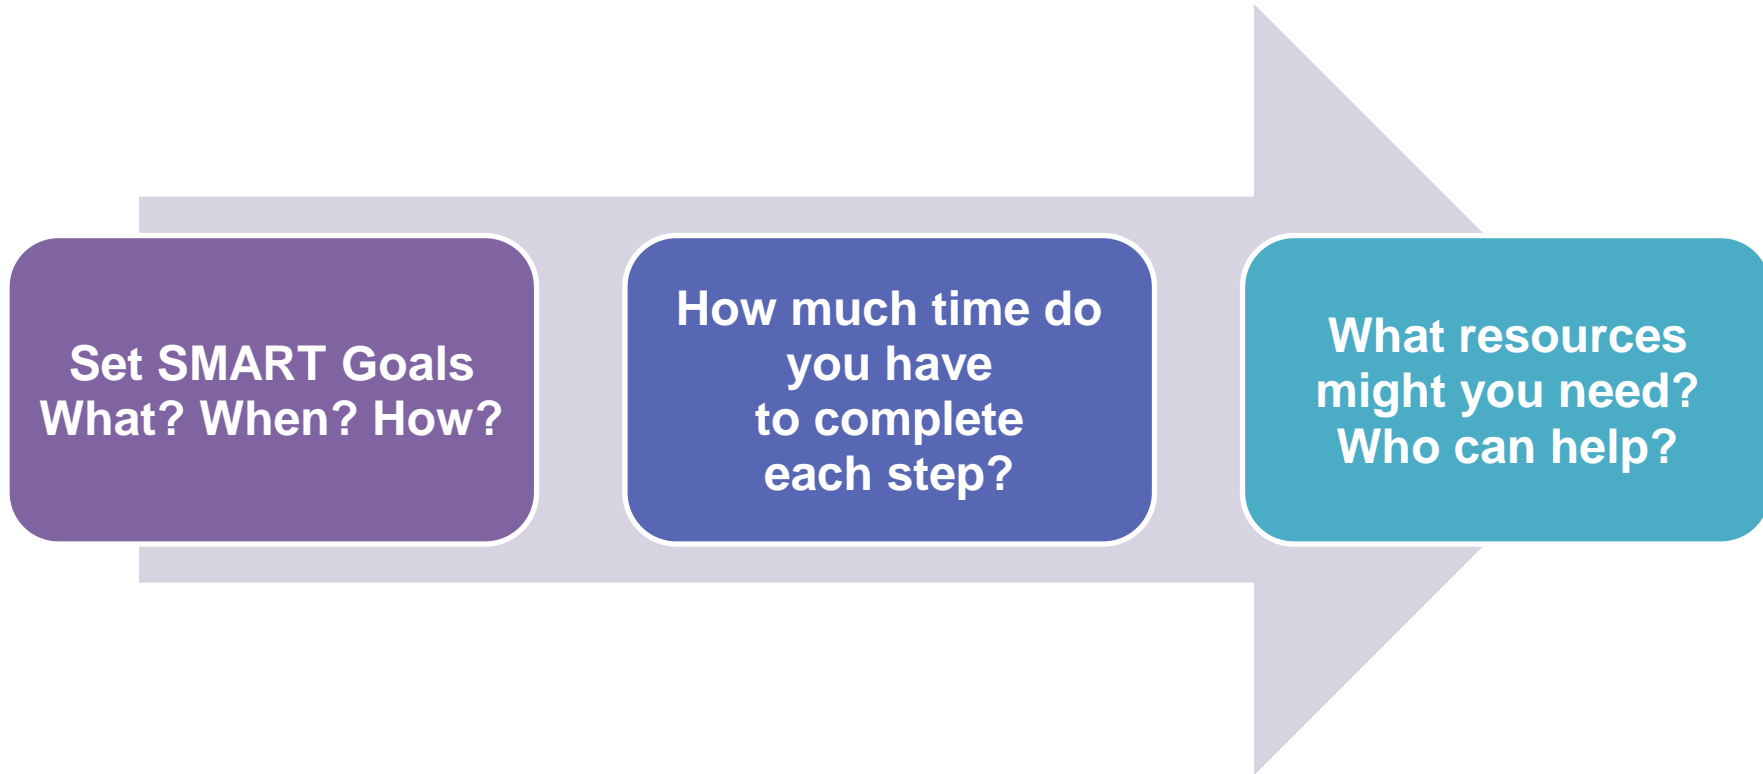 Set SMART Goals
What? When? How?
How much time do
you have
to complete
each step?
What resources
might you need?
Who can help?